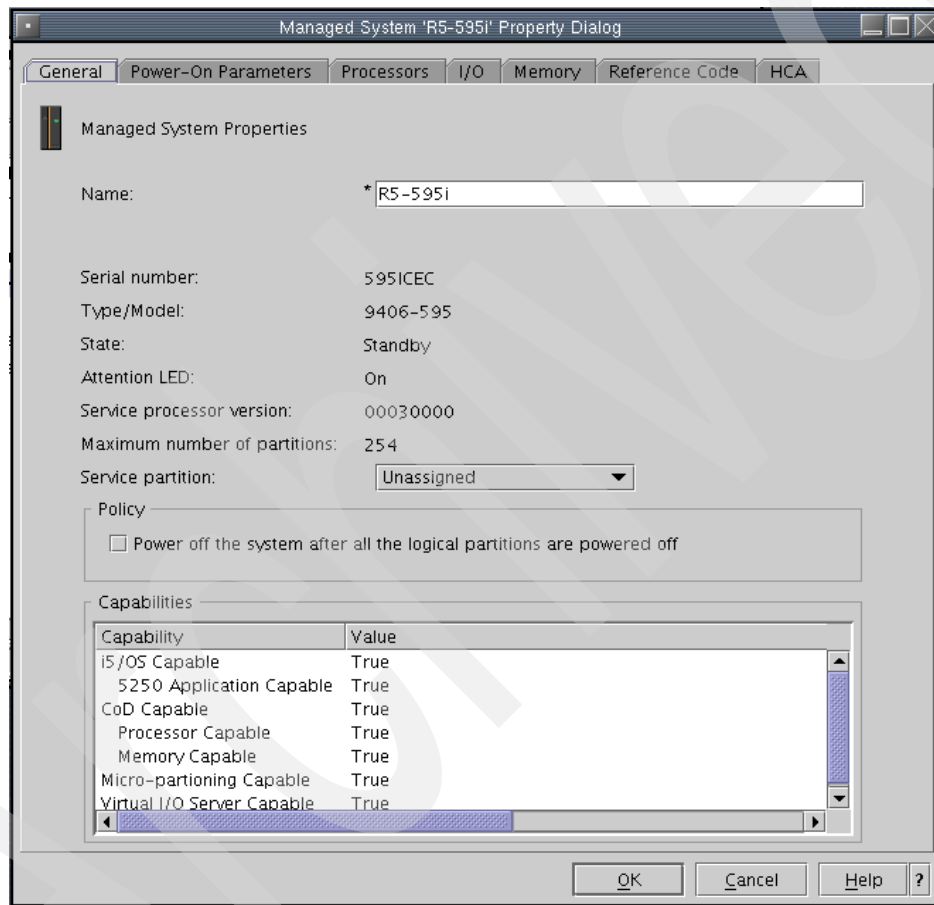 Managed System 'R5-595i' Property Dialog
General Power-On Parameters Processors I/O Memory Reference Code HCA
Managed System Properties
Name: * R5-595i
Serial number: 595ICEC
Type/Model: 9406-595
State: Standby
Attention LED: On
Service processor version: 00030000
Maximum number of partitions: 254
Service partition: Unassigned
Policy
Power off the system after all the logical partitions are powered off
Capabilities
Capability Value
i5/OS Capable True
5250 Application Capable True
CoD Capable True
Processor Capable True
Memory Capable True
Micro-partioning Capable True
Virtual I/O Server Capable True
OK Cancel Help ?